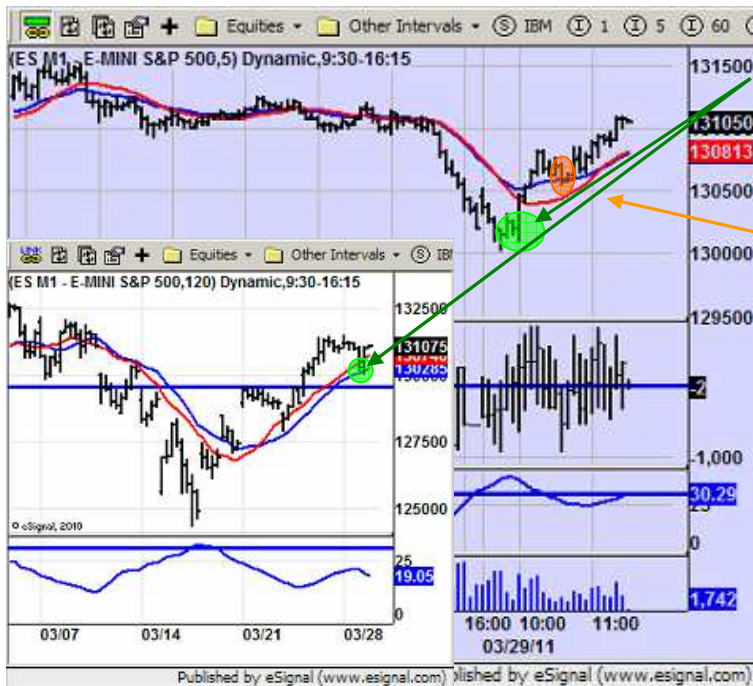 Equities Other Intervals S IBM I 1 I 5 I 60
(ES M1 - E-MINI S&P 500,5) Dynamic,9:30-16:15
131500
131050
130813
130500
130000
129500
-2
-1,000
30.29
25
0
1,742
16:00 10:00 11:00
03/29/11
Published by eSignal (www.esignal.com)
LINK Equities Other Intervals S
(ES M1 - E-MINI S&P 500,120) Dynamic,9:30-16:15
132500
131075
130285
127500
125000
© eSignal, 2010
25
19.05
0
03/07 03/14 03/21 03/28
Published by eSignal (www.esignal.com)